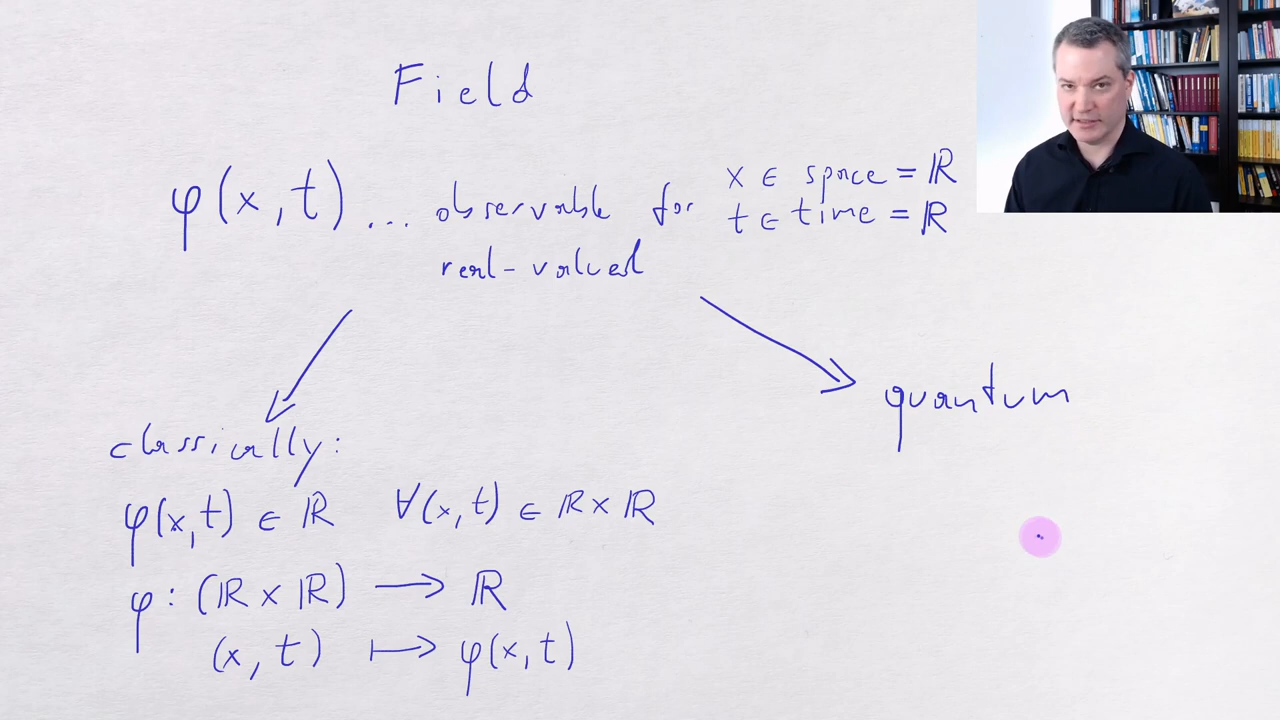 Field
φ(x,t) ... observable for x ∈ space = ℝ
t ∈ time = ℝ
real-valued
classically:
quantum
φ(x,t) ∈ ℝ ∀(x,t) ∈ ℝ × ℝ
φ: (ℝ × ℝ) ⟶ ℝ
(x,t) ⟼ φ(x,t)